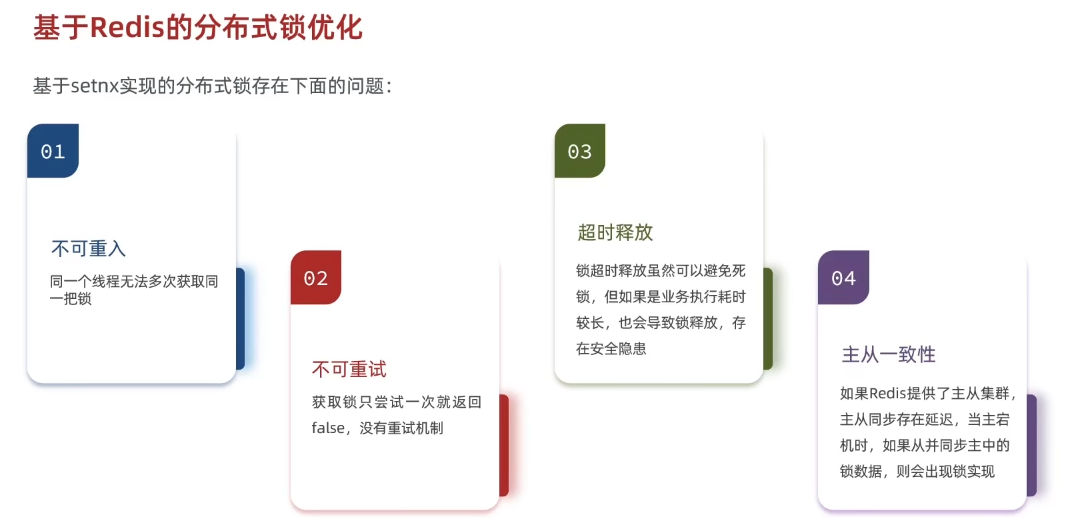 基于Redis的分布式锁优化
基于setnx实现的分布式锁存在下面的问题：
01
不可重入
同一个线程无法多次获取同
一把锁
02
不可重试
获取锁只尝试一次就返回
false，没有重试机制
03
超时释放
锁超时释放虽然可以避免死
锁，但如果是业务执行耗时
较长，也会导致锁释放，存
在安全隐患
04
主从一致性
如果Redis提供了主从集群，
主从同步存在延迟，当主宕
机时，如果从并同步主中的
锁数据，则会出现锁实现